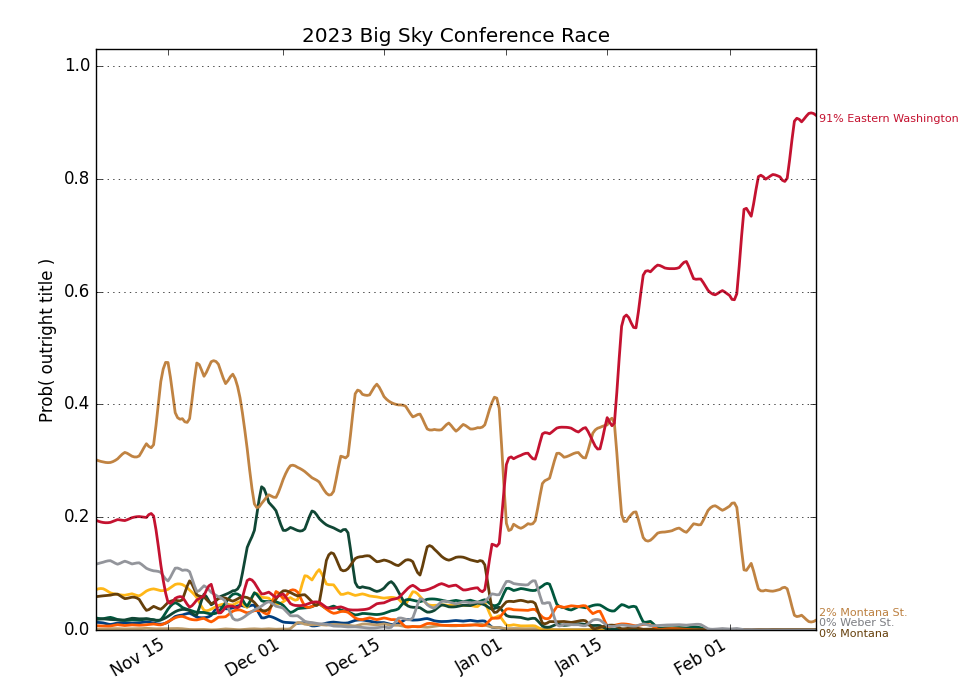 2023 Big Sky Conference Race
Prob( outright title )
1.0
0.8
0.6
0.4
0.2
0.0
Nov 15
Dec 01
Dec 15
Jan 01
Jan 15
Feb 01
91% Eastern Washington
2% Montana St.
0% Weber St.
0% Montana